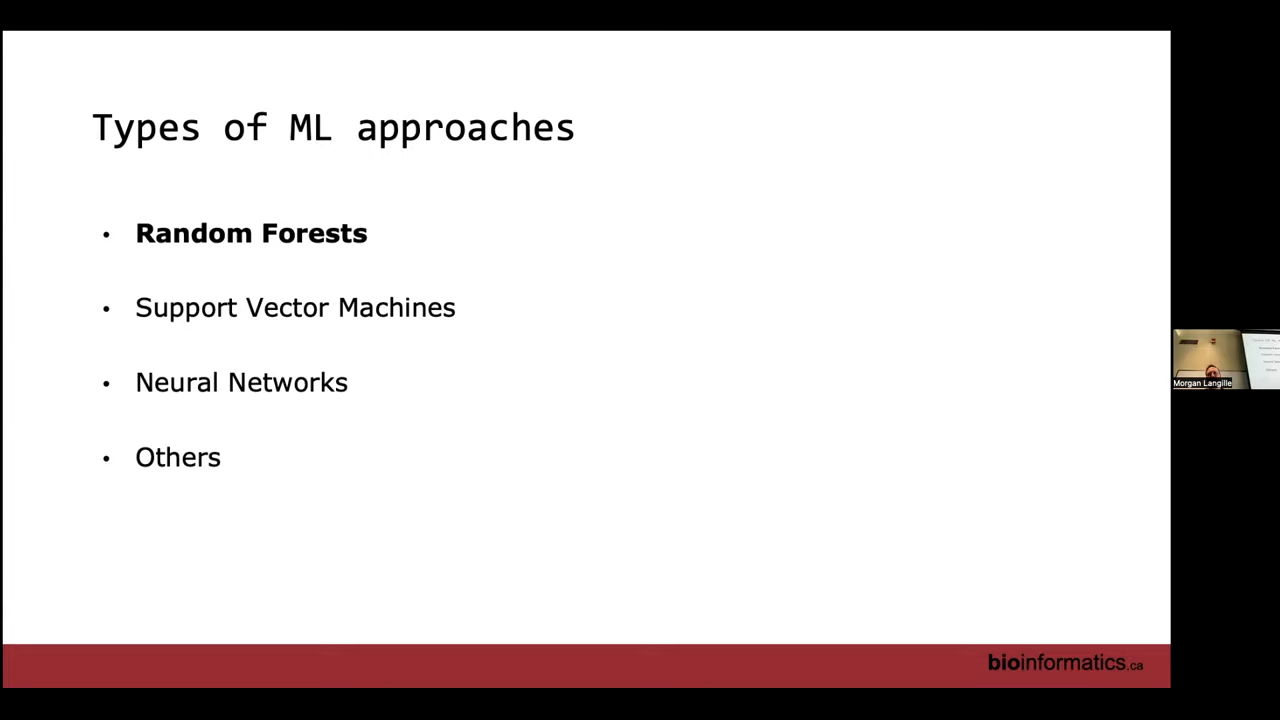 Types of ML approaches
• Random Forests
• Support Vector Machines
• Neural Networks
• Others
Morgan Langille
bioinformatics.ca